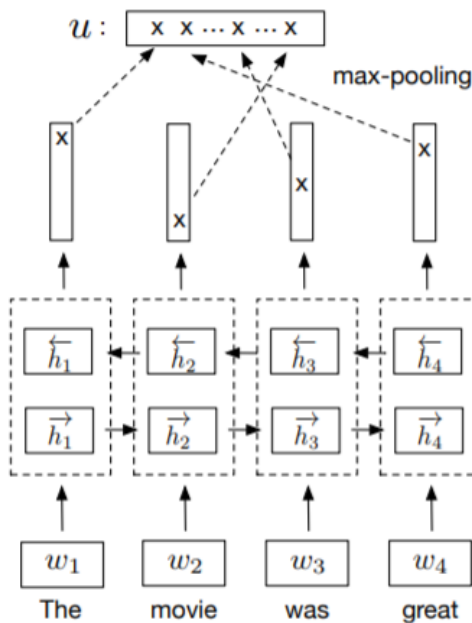 u : x x ... x ... x
max-pooling
x x x x
←h₁ ←h₂ ←h₃ ←h₄
→h₁ →h₂ →h₃ →h₄
w₁ w₂ w₃ w₄
The movie was great